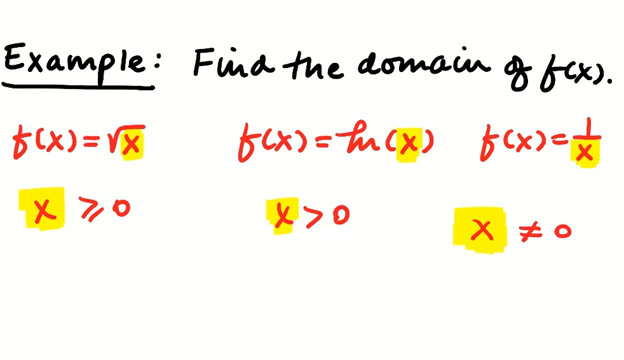 Example: Find the domain of f(x).
f(x) = √x f(x) = ln(x) f(x) = 1/x
x ≥ 0 x > 0 x ≠ 0